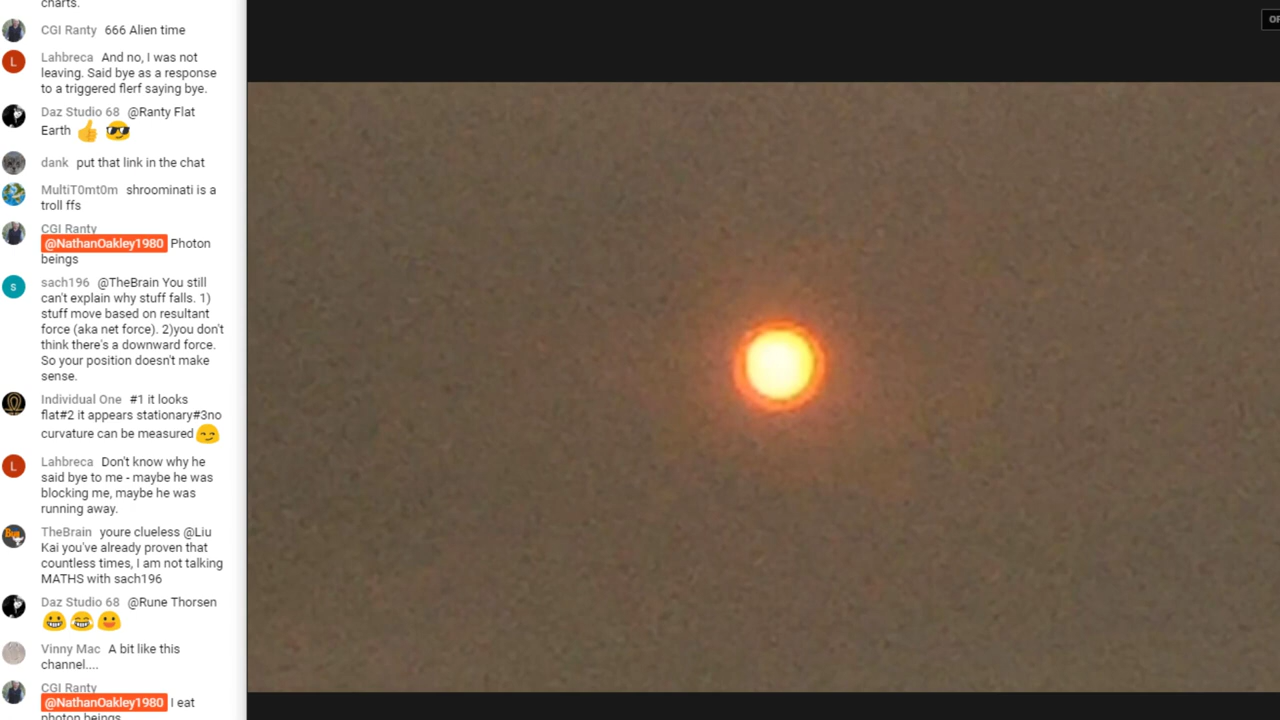 charts.
CGI Ranty 666 Alien time
L
Lahbreca And no, I was not
leaving. Said bye as a response
to a triggered flerf saying bye.
Daz Studio 68 @Ranty Flat
Earth 👍 😎
dank put that link in the chat
MultiT0mt0m shroominati is a
troll ffs
CGI Ranty
@NathanOakley1980 Photon
beings
s
sach196 @TheBrain You still
can't explain why stuff falls. 1)
stuff move based on resultant
force (aka net force). 2)you don't
think there's a downward force.
So your position doesn't make
sense.
Individual One #1 it looks
flat#2 it appears stationary#3no
curvature can be measured 😏
L
Lahbreca Don't know why he
said bye to me - maybe he was
blocking me, maybe he was
running away.
TheBrain youre clueless @Liu
Kai you've already proven that
countless times, I am not talking
MATHS with sach196
Daz Studio 68 @Rune Thorsen
😀 😂 😃
Vinny Mac A bit like this
channel....
CGI Ranty
@NathanOakley1980 I eat
photon beings